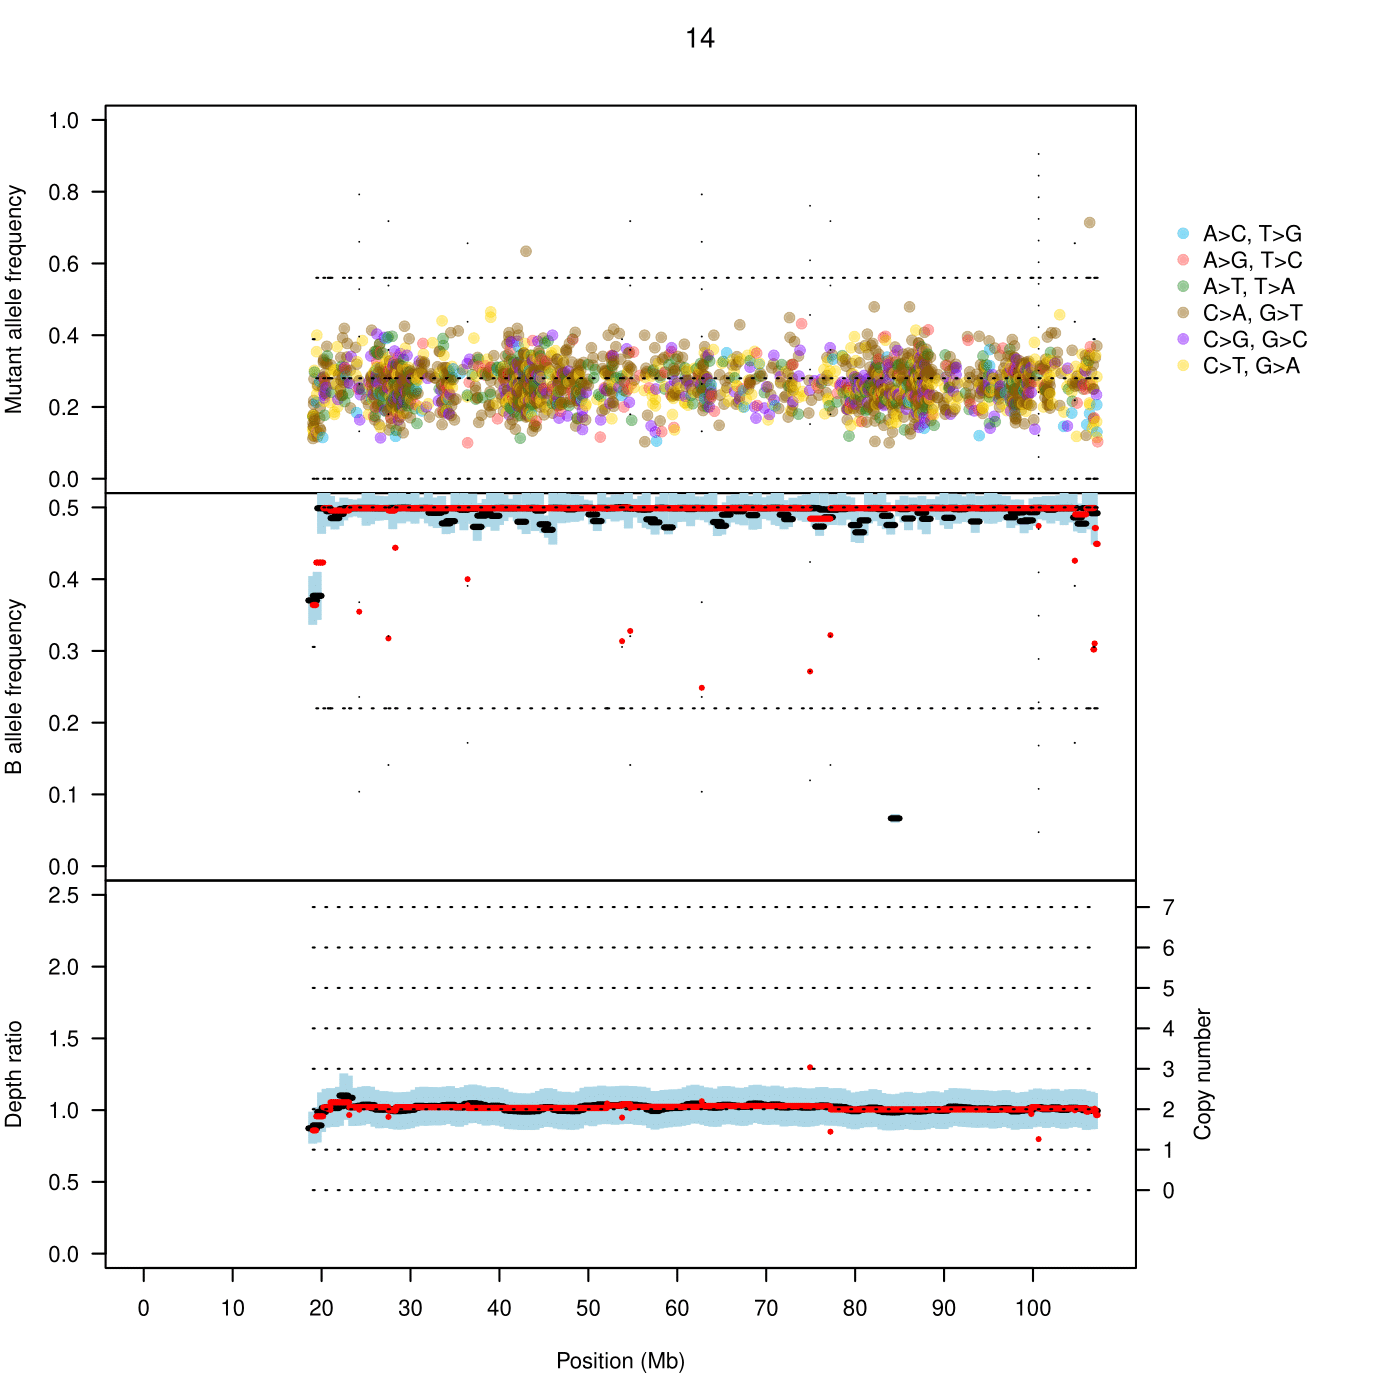 14
Mutant allele frequency
1.0
0.8
0.6
0.4
0.2
0.0
A>C, T>G
A>G, T>C
A>T, T>A
C>A, G>T
C>G, G>C
C>T, G>A
B allele frequency
0.5
0.4
0.3
0.2
0.1
0.0
Depth ratio
2.5
2.0
1.5
1.0
0.5
0.0
7
6
5
4
3
2
1
0
Copy number
0 10 20 30 40 50 60 70 80 90 100
Position (Mb)